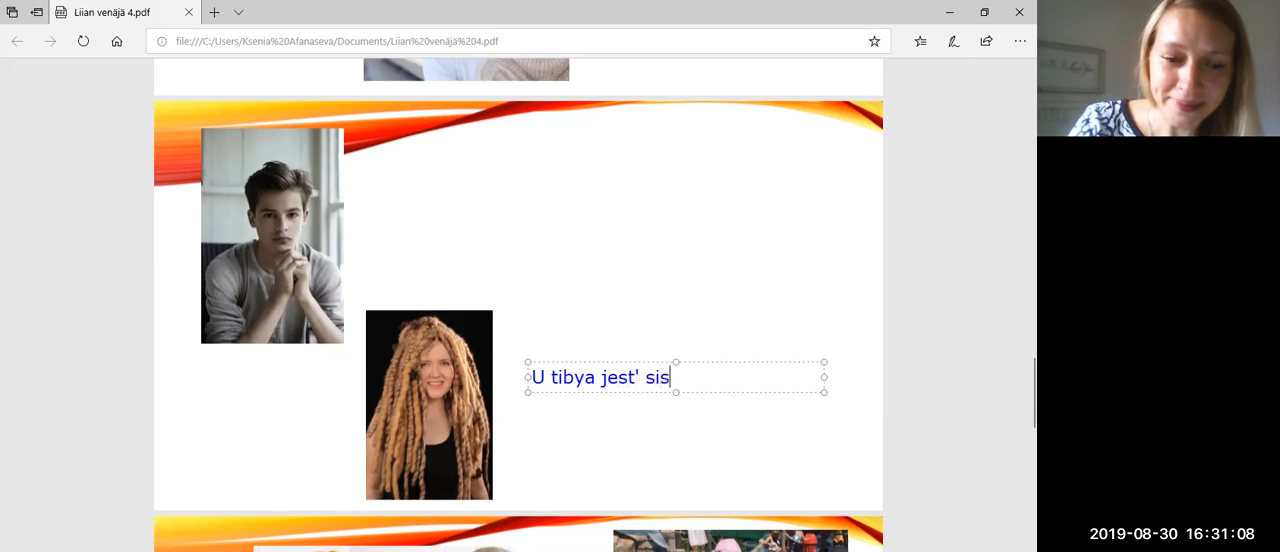 Liian venäjä 4.pdf
file:///C:/Users/Ksenia%20Afanaseva/Documents/Liian%20venäjä%204.pdf
U tibya jest' sis
2019-08-30 16:31:08